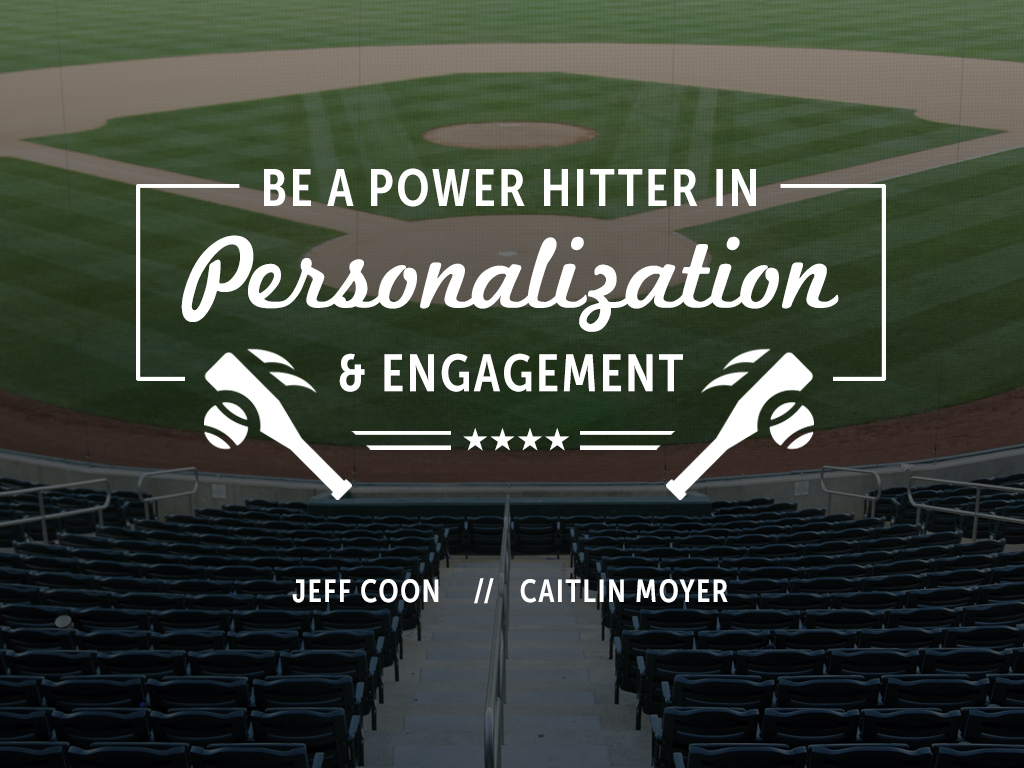 BE A POWER HITTER IN
Personalization
& ENGAGEMENT
JEFF COON // CAITLIN MOYER